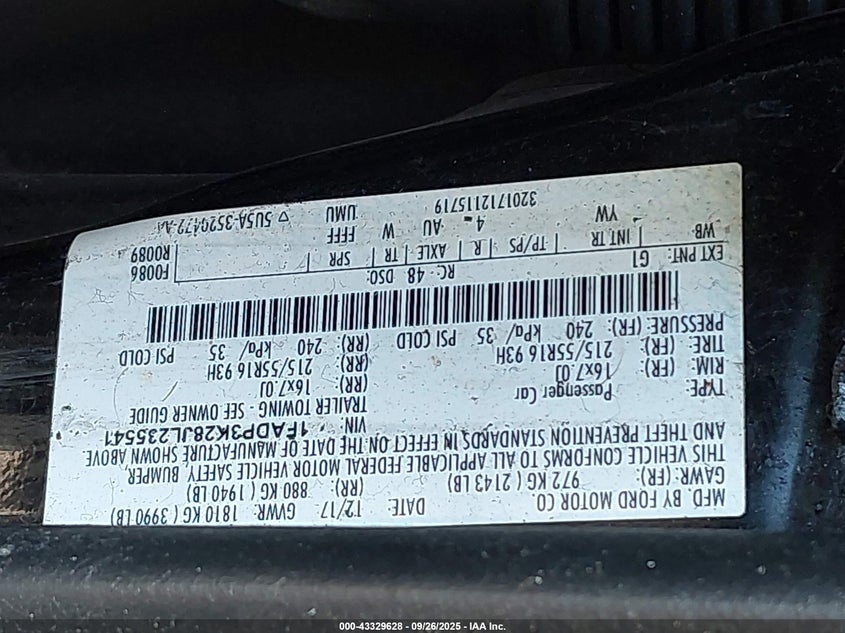 MFD. BY FORD MOTOR CO.
DATE: 12/17 GVWR: 1810 KG ( 3990 LB)
GAWR: (FR): 972 KG ( 2143 LB) (RR): 880 KG ( 1940 LB)
THIS VEHICLE CONFORMS TO ALL APPLICABLE FEDERAL MOTOR VEHICLE SAFETY, BUMPER,
AND THEFT PREVENTION STANDARDS IN EFFECT ON THE DATE OF MANUFACTURE SHOWN ABOVE.
VIN: 1FADP3K28JL235541
TYPE: Passenger Car TRAILER TOWING - SEE OWNER GUIDE
RIM: 16x7.0J (RR): 16x7.0J
TIRE: (FR): 215/55R16 93H (RR): 215/55R16 93H
PRESSURE: (FR): 240 kPa/ 35 PSI COLD (RR): 240 kPa/ 35 PSI COLD
EXT PNT: G1 RC: 48 DSO: F0086
R0089
WB INT TR TP/PS R AXLE TR SPR
YW 4 AU W FFFF
UMU
3201712115719 ▽ 5U5A-3520472-AA
000-43329628 - 09/26/2025 - IAA Inc.